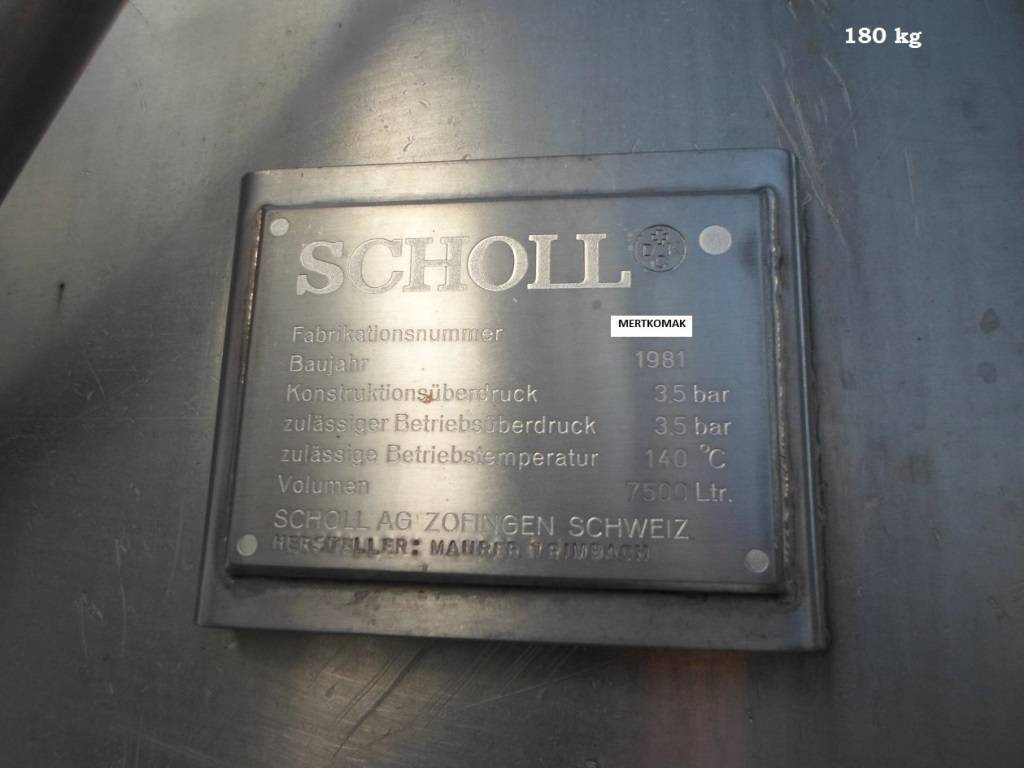 180 kg
SCHOLL
Fabrikationsnummer MERTKOMAK
Baujahr 1981
Konstruktionsüberdruck 3,5 bar
zulässiger Betriebsüberdruck 3,5 bar
zulässige Betriebstemperatur 140 °C
Volumen 7500 Ltr.
SCHOLL AG ZOFINGEN SCHWEIZ
HERSTELLER: MAURER TRIMBACH